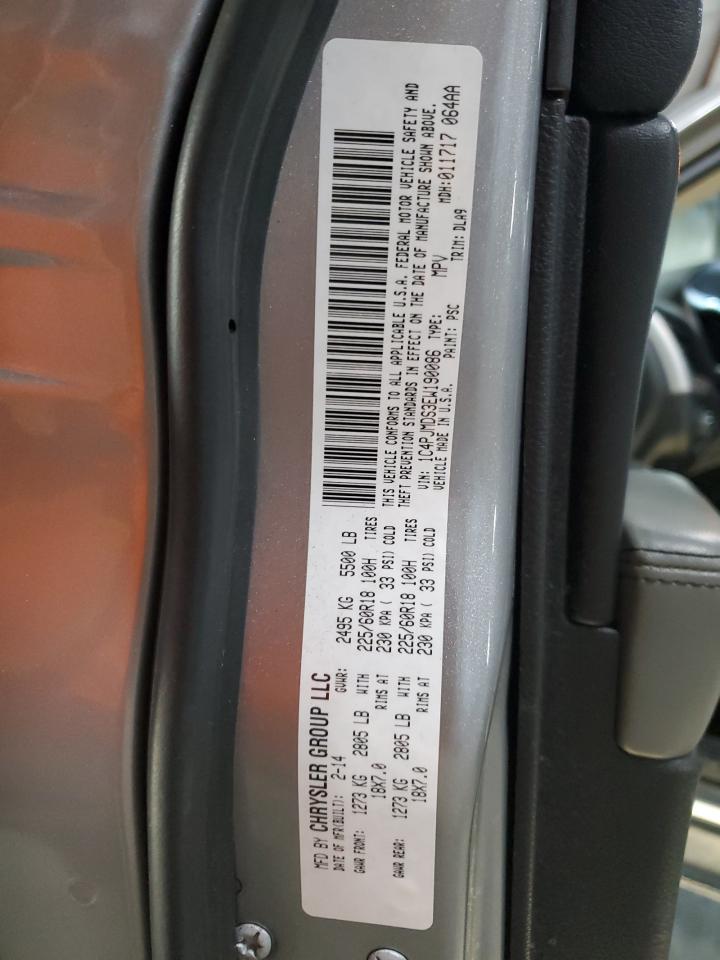 MFD BY CHRYSLER GROUP LLC
DATE OF MFR(BUILT): 2-14 GVWR: 2495 KG 5500 LB
GAWR FRONT: 1273 KG 2805 LB WITH 225/60R18 100H TIRES
18X7.0 RIMS AT 230 KPA ( 33 PSI) COLD
GAWR REAR: 1273 KG 2805 LB WITH 225/60R18 100H TIRES
18X7.0 RIMS AT 230 KPA ( 33 PSI) COLD
THIS VEHICLE CONFORMS TO ALL APPLICABLE U.S.A. FEDERAL MOTOR VEHICLE SAFETY AND
THEFT PREVENTION STANDARDS IN EFFECT ON THE DATE OF MANUFACTURE SHOWN ABOVE.
VIN: 1C4PJMDS3EW190086 TYPE: MPV MDH:011717 064AA
VEHICLE MADE IN U.S.A. PAINT: PSC TRIM: DLA9